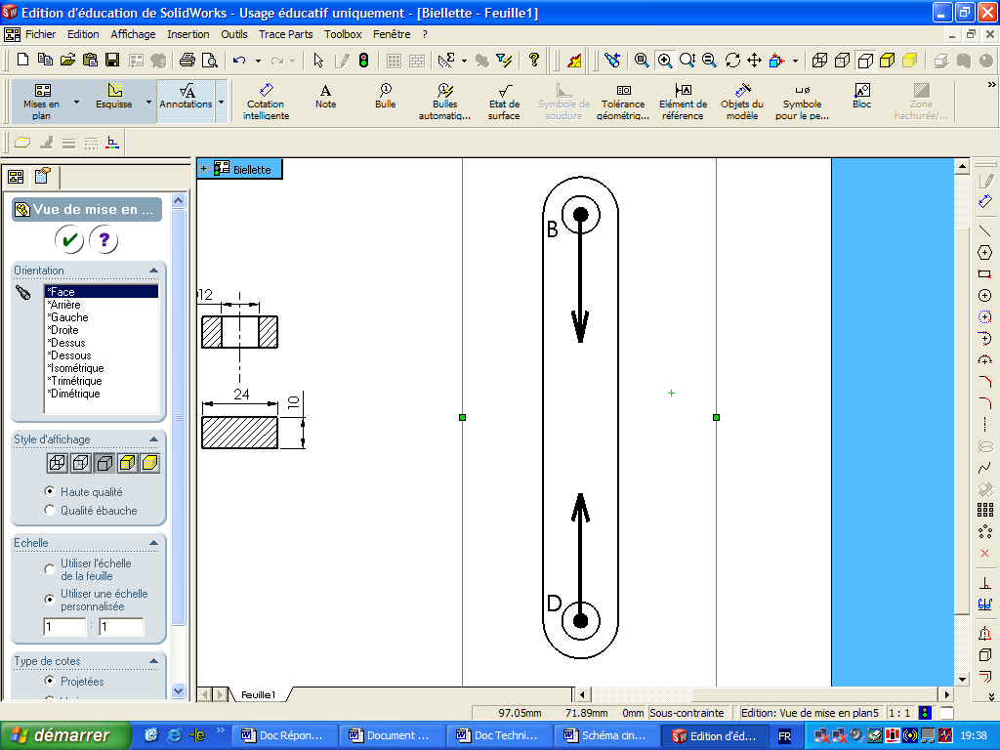 Edition d'éducation de SolidWorks - Usage éducatif uniquement - [Biellette - Feuille1]
Fichier Edition Affichage Insertion Outils Trace Parts Toolbox Fenêtre ?
Mises en plan
Esquisse
Annotations
Cotation intelligente
Note
Bulle
Bulles automatiq...
Etat de surface
Symbole de soudure
Tolérance géométriq...
Elément de référence
Objets du modèle
Symbole pour le pe...
Bloc
Zone hachurée/...
Biellette
Vue de mise en ...
Orientation
*Face
*Arrière
*Gauche
*Droite
*Dessus
*Dessous
*Isométrique
*Trimétrique
*Dimétrique
Style d'affichage
Haute qualité
Qualité ébauche
Echelle
Utiliser l'échelle
de la feuille
Utiliser une échelle
personnalisée
1 : 1
Type de cotes
Projetées
12
24
10
B
D
Feuille1
97.05mm 71.89mm 0mm Sous-contrainte Edition: Vue de mise en plan5 1 : 1
démarrer
Doc Répon...
Document ...
Doc Techni...
Schéma cin...
Edition d'éd...
FR
19:38